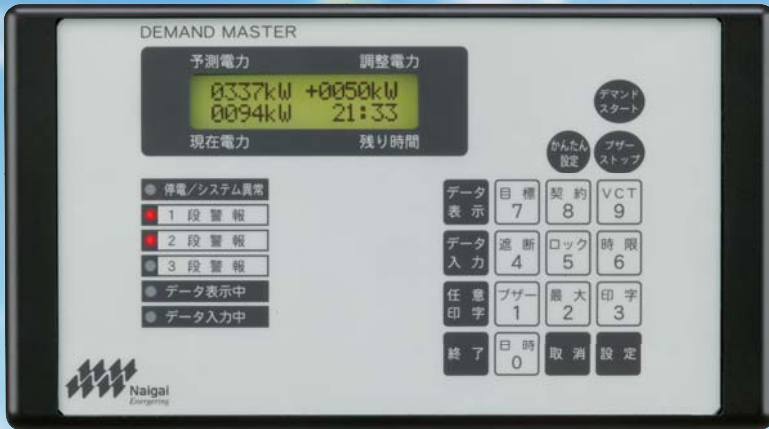 DEMAND MASTER
予測電力 調整電力
0337kW +0050kW
0094kW 21:33
現在電力 残り時間
デマンド
スタート
かんたん
設定
ブザー
ストップ
停電/システム異常
1段警報
2段警報
3段警報
データ表示中
データ入力中
データ
表示
目標
7
契約
8
VCT
9
データ
入力
遮断
4
ロック
5
時限
6
任意
印字
ブザー
1
最大
2
印字
3
終了
日時
0
取消
設定
Naigai
Energering